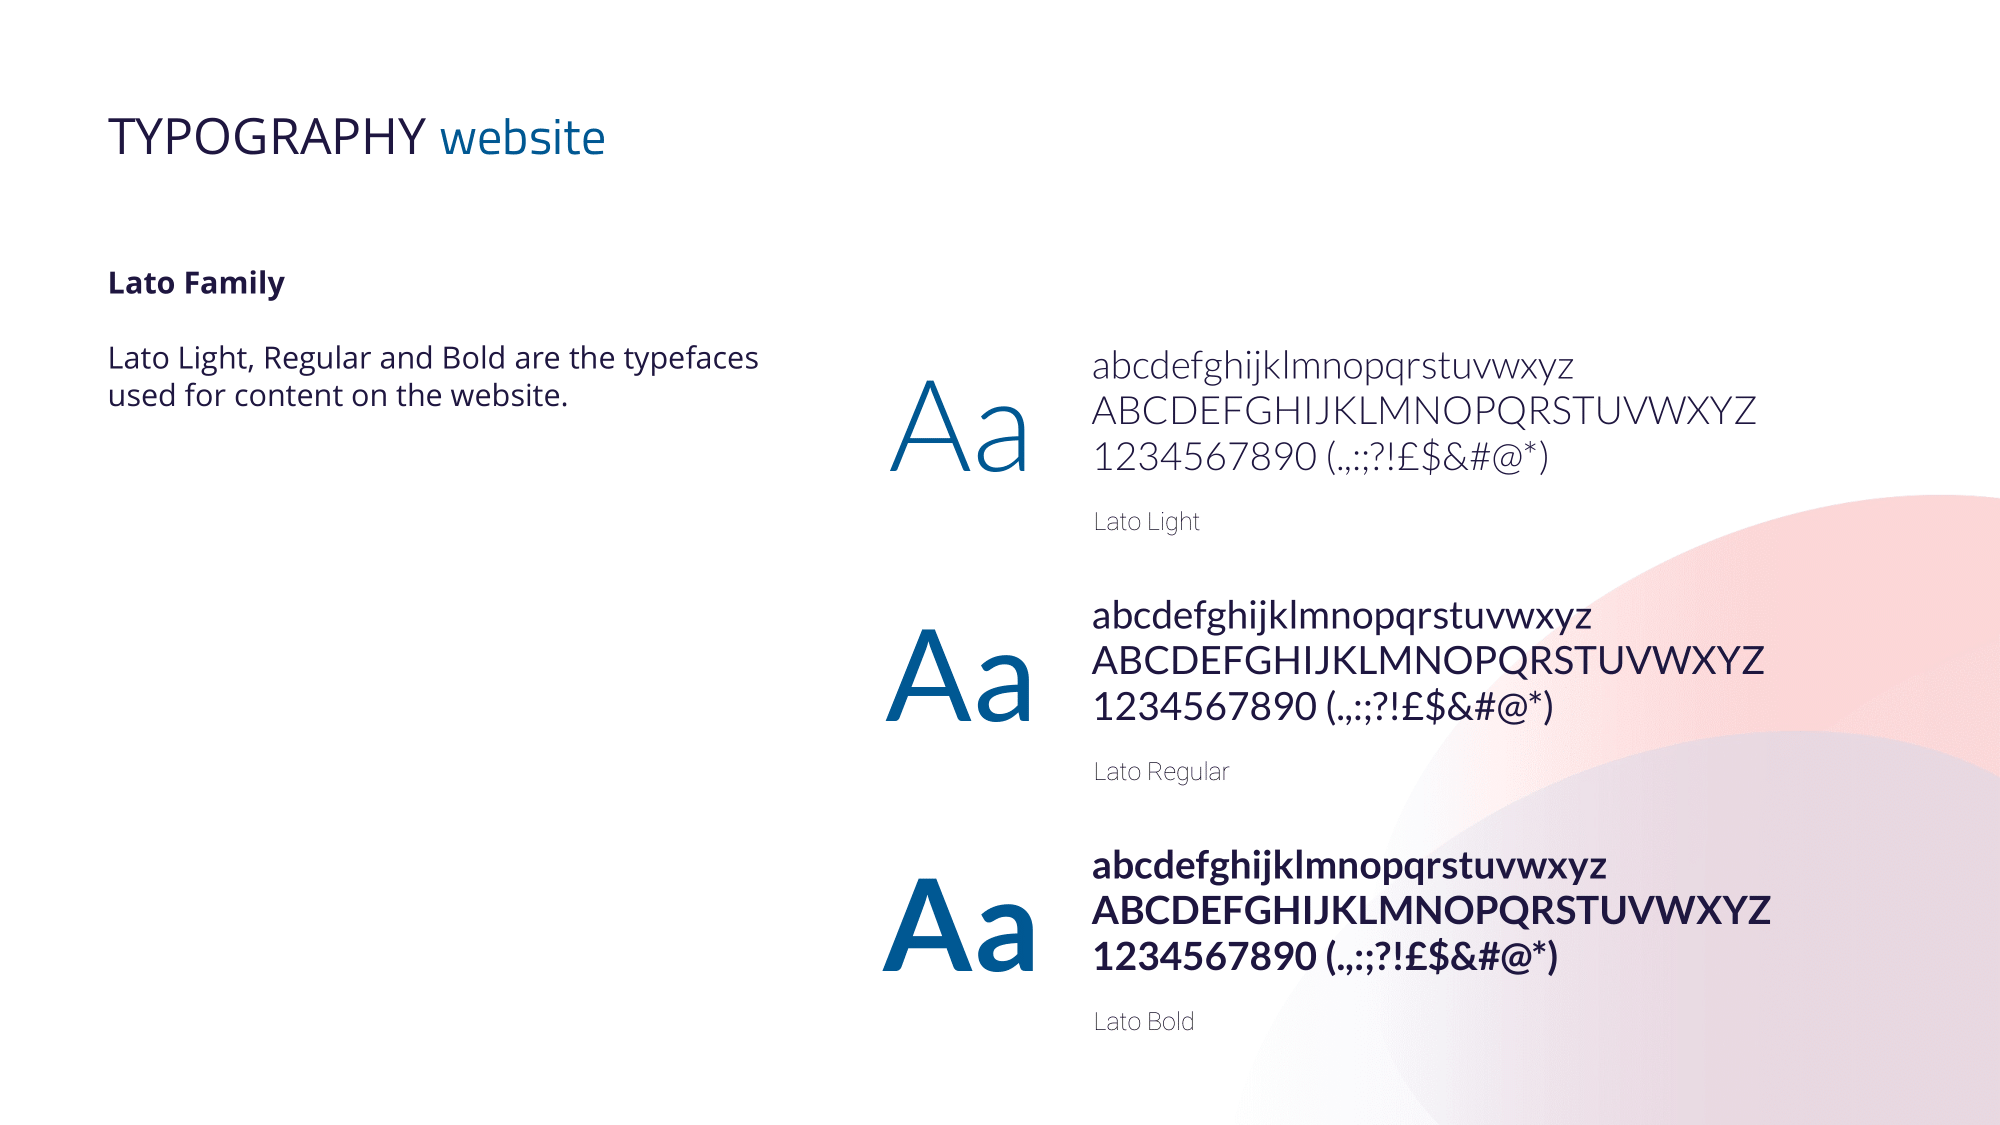 TYPOGRAPHY website
Lato Family
Lato Light, Regular and Bold are the typefaces
used for content on the website.
Aa
abcdefghijklmnopqrstuvwxyz
ABCDEFGHIJKLMNOPQRSTUVWXYZ
1234567890 (.,:;?!£$&#@*)
Lato Light
Aa
abcdefghijklmnopqrstuvwxyz
ABCDEFGHIJKLMNOPQRSTUVWXYZ
1234567890 (.,:;?!£$&#@*)
Lato Regular
Aa
abcdefghijklmnopqrstuvwxyz
ABCDEFGHIJKLMNOPQRSTUVWXYZ
1234567890 (.,:;?!£$&#@*)
Lato Bold